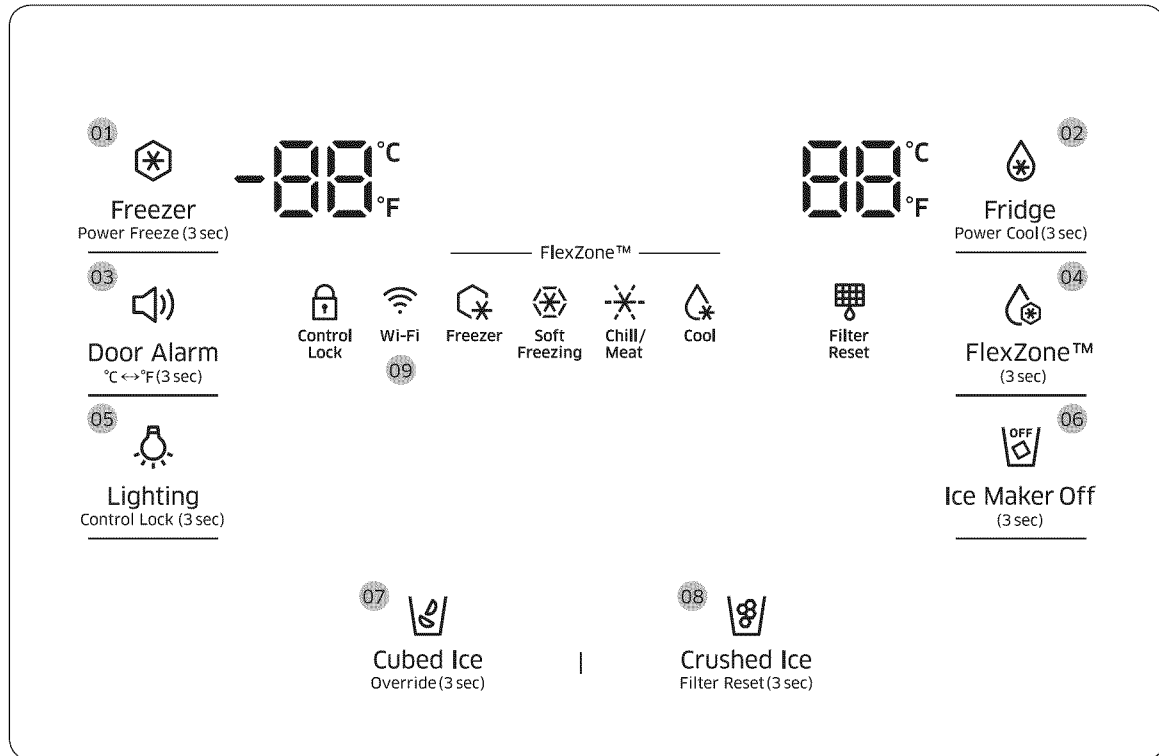 01
02
-88 °C
°F
88 °C
°F
Freezer
Power Freeze (3 sec)
Fridge
Power Cool (3 sec)
FlexZone™
03
04
Control
Lock
Wi-Fi
Freezer
Soft
Freezing
Chill/
Meat
Cool
Filter
Reset
Door Alarm
°C↔°F (3 sec)
09
FlexZone™
(3 sec)
05
06
OFF
Lighting
Control Lock (3 sec)
Ice Maker Off
(3 sec)
07
08
Cubed Ice
Override (3 sec)
|
Crushed Ice
Filter Reset (3 sec)